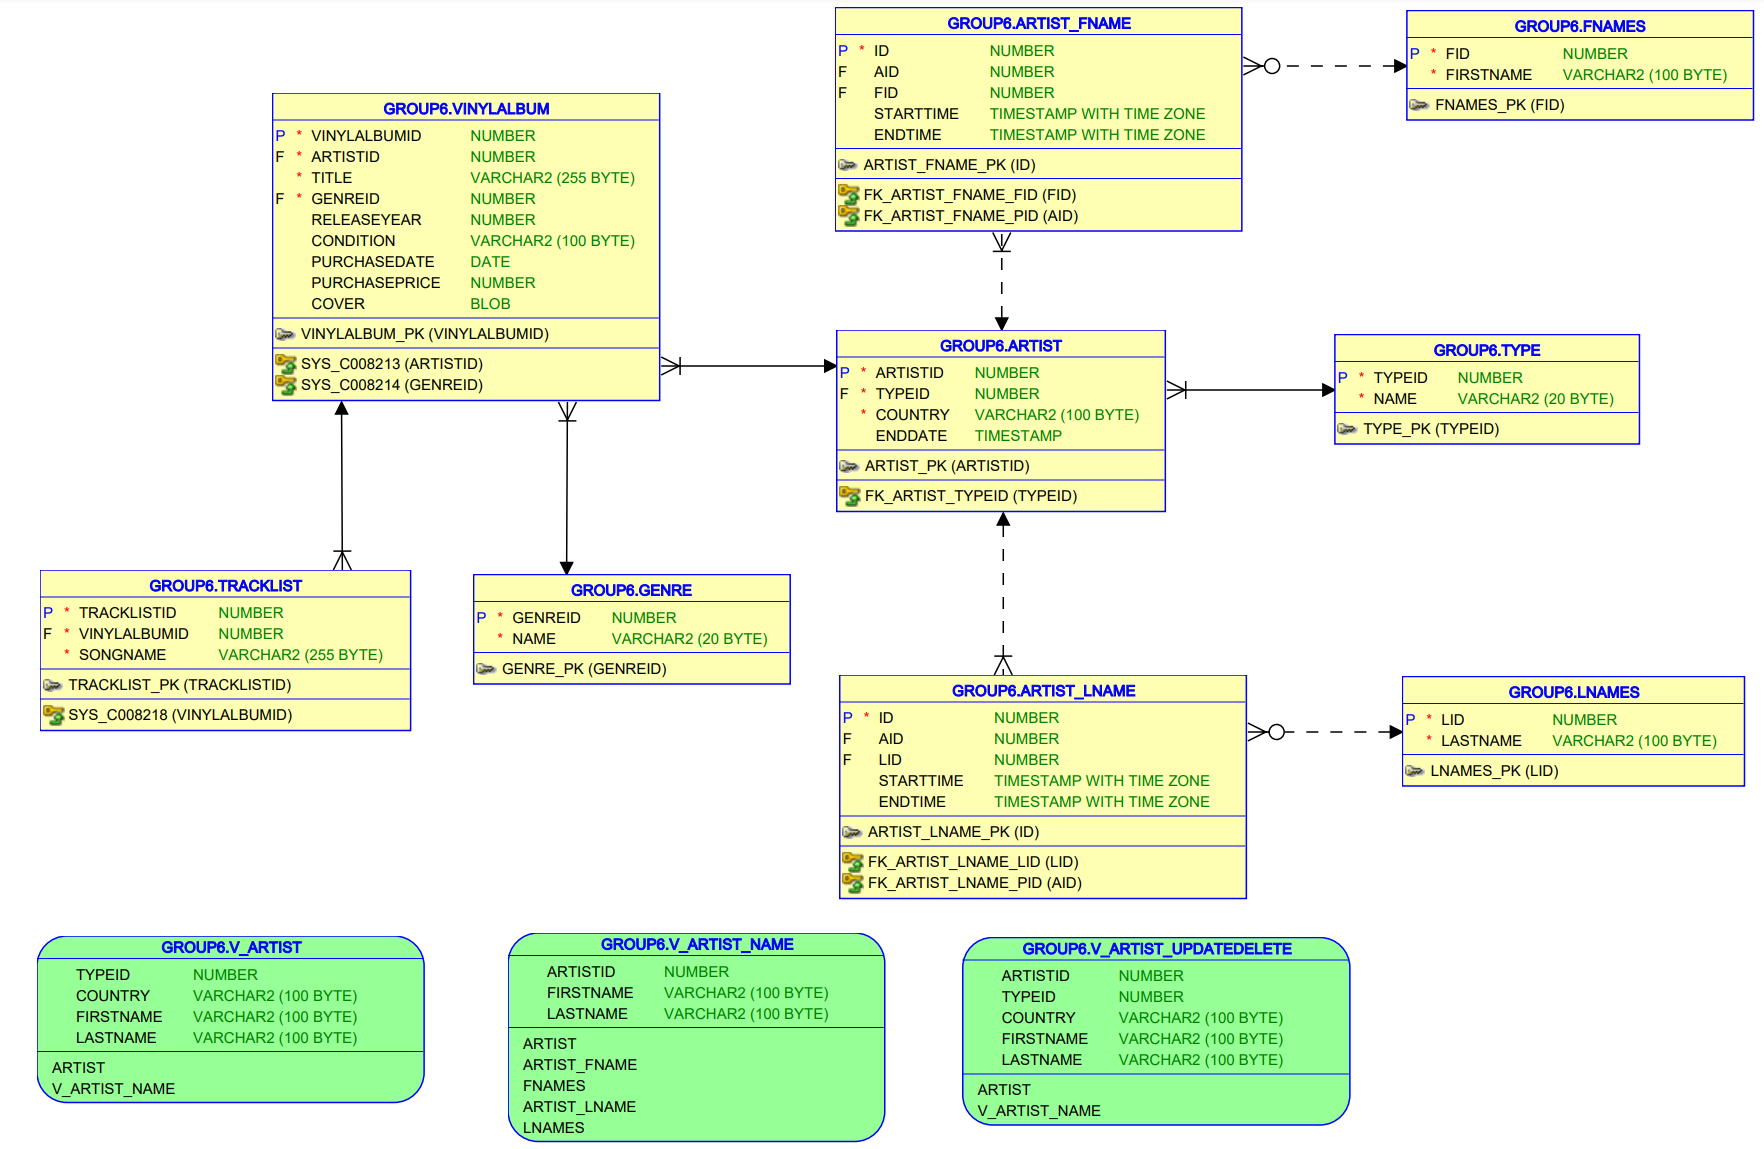 GROUP6.ARTIST_FNAME
P * ID NUMBER
F AID NUMBER
F FID NUMBER
STARTTIME TIMESTAMP WITH TIME ZONE
ENDTIME TIMESTAMP WITH TIME ZONE
ARTIST_FNAME_PK (ID)
FK_ARTIST_FNAME_FID (FID)
FK_ARTIST_FNAME_PID (AID)
GROUP6.FNAMES
P * FID NUMBER
* FIRSTNAME VARCHAR2 (100 BYTE)
FNAMES_PK (FID)
GROUP6.VINYLALBUM
P * VINYLALBUMID NUMBER
F * ARTISTID NUMBER
* TITLE VARCHAR2 (255 BYTE)
F * GENREID NUMBER
RELEASEYEAR NUMBER
CONDITION VARCHAR2 (100 BYTE)
PURCHASEDATE DATE
PURCHASEPRICE NUMBER
COVER BLOB
VINYLALBUM_PK (VINYLALBUMID)
SYS_C008213 (ARTISTID)
SYS_C008214 (GENREID)
GROUP6.ARTIST
P * ARTISTID NUMBER
F * TYPEID NUMBER
* COUNTRY VARCHAR2 (100 BYTE)
ENDDATE TIMESTAMP
ARTIST_PK (ARTISTID)
FK_ARTIST_TYPEID (TYPEID)
GROUP6.TYPE
P * TYPEID NUMBER
* NAME VARCHAR2 (20 BYTE)
TYPE_PK (TYPEID)
GROUP6.TRACKLIST
P * TRACKLISTID NUMBER
F * VINYLALBUMID NUMBER
* SONGNAME VARCHAR2 (255 BYTE)
TRACKLIST_PK (TRACKLISTID)
SYS_C008218 (VINYLALBUMID)
GROUP6.GENRE
P * GENREID NUMBER
* NAME VARCHAR2 (20 BYTE)
GENRE_PK (GENREID)
GROUP6.ARTIST_LNAME
P * ID NUMBER
F AID NUMBER
F LID NUMBER
STARTTIME TIMESTAMP WITH TIME ZONE
ENDTIME TIMESTAMP WITH TIME ZONE
ARTIST_LNAME_PK (ID)
FK_ARTIST_LNAME_LID (LID)
FK_ARTIST_LNAME_PID (AID)
GROUP6.LNAMES
P * LID NUMBER
* LASTNAME VARCHAR2 (100 BYTE)
LNAMES_PK (LID)
GROUP6.V_ARTIST
TYPEID NUMBER
COUNTRY VARCHAR2 (100 BYTE)
FIRSTNAME VARCHAR2 (100 BYTE)
LASTNAME VARCHAR2 (100 BYTE)
ARTIST
V_ARTIST_NAME
GROUP6.V_ARTIST_NAME
ARTISTID NUMBER
FIRSTNAME VARCHAR2 (100 BYTE)
LASTNAME VARCHAR2 (100 BYTE)
ARTIST
ARTIST_FNAME
FNAMES
ARTIST_LNAME
LNAMES
GROUP6.V_ARTIST_UPDATEDELETE
ARTISTID NUMBER
TYPEID NUMBER
COUNTRY VARCHAR2 (100 BYTE)
FIRSTNAME VARCHAR2 (100 BYTE)
LASTNAME VARCHAR2 (100 BYTE)
ARTIST
V_ARTIST_NAME